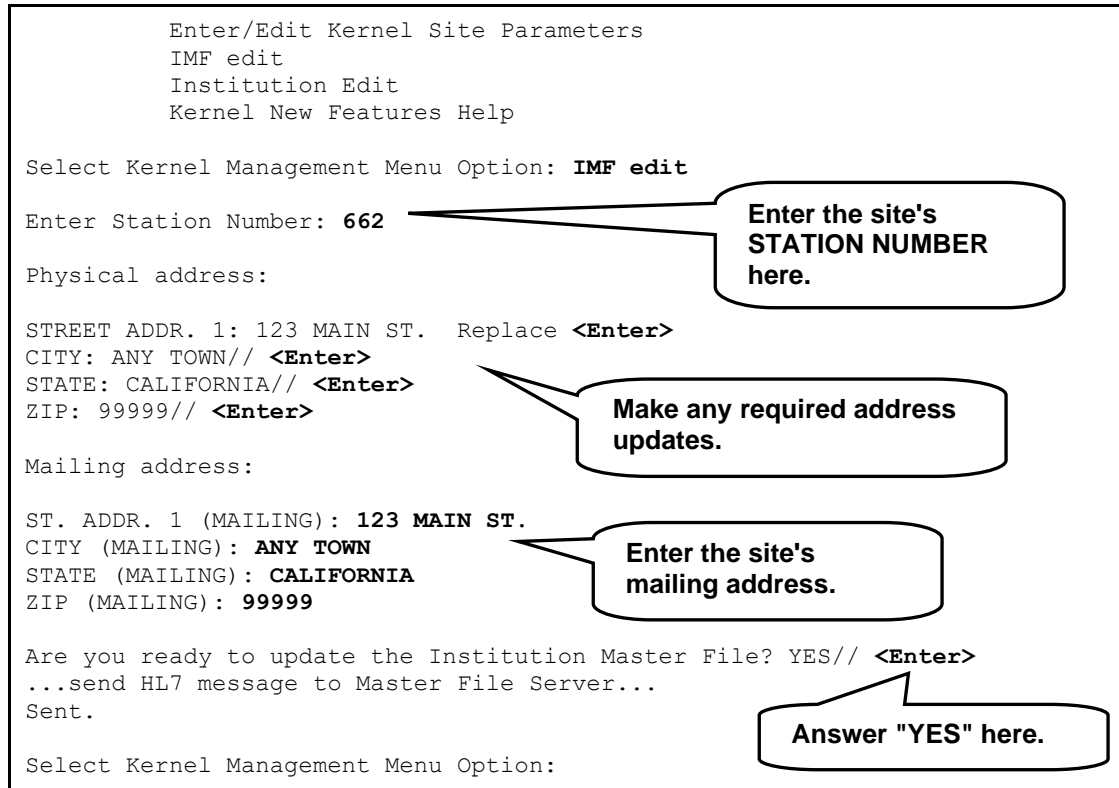 Enter/Edit Kernel Site Parameters
IMF edit
Institution Edit
Kernel New Features Help
Select Kernel Management Menu Option: IMF edit
Enter Station Number: 662
Enter the site's
STATION NUMBER
here.
Physical address:
STREET ADDR. 1: 123 MAIN ST.  Replace <Enter>
CITY: ANY TOWN// <Enter>
STATE: CALIFORNIA// <Enter>
ZIP: 99999// <Enter>
Make any required address
updates.
Mailing address:
ST. ADDR. 1 (MAILING): 123 MAIN ST.
CITY (MAILING): ANY TOWN
STATE (MAILING): CALIFORNIA
ZIP (MAILING): 99999
Enter the site's
mailing address.
Are you ready to update the Institution Master File? YES// <Enter>
...send HL7 message to Master File Server...
Sent.
Answer "YES" here.
Select Kernel Management Menu Option: